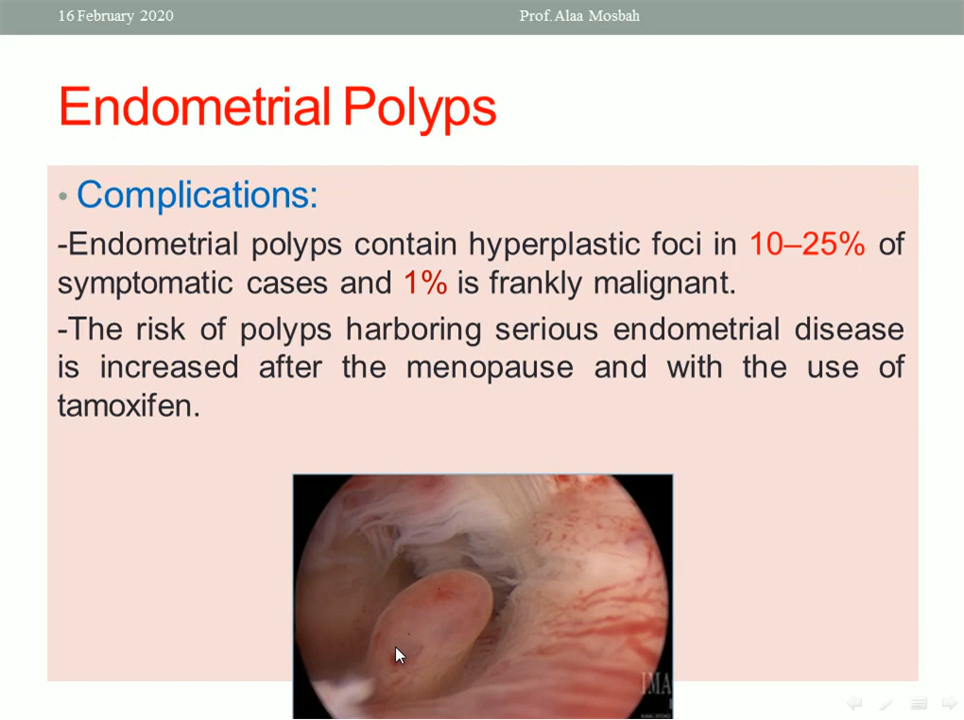 16 February 2020 Prof. Alaa Mosbah
Endometrial Polyps
• Complications:
-Endometrial polyps contain hyperplastic foci in 10–25% of
symptomatic cases and 1% is frankly malignant.
-The risk of polyps harboring serious endometrial disease
is increased after the menopause and with the use of
tamoxifen.
IMA